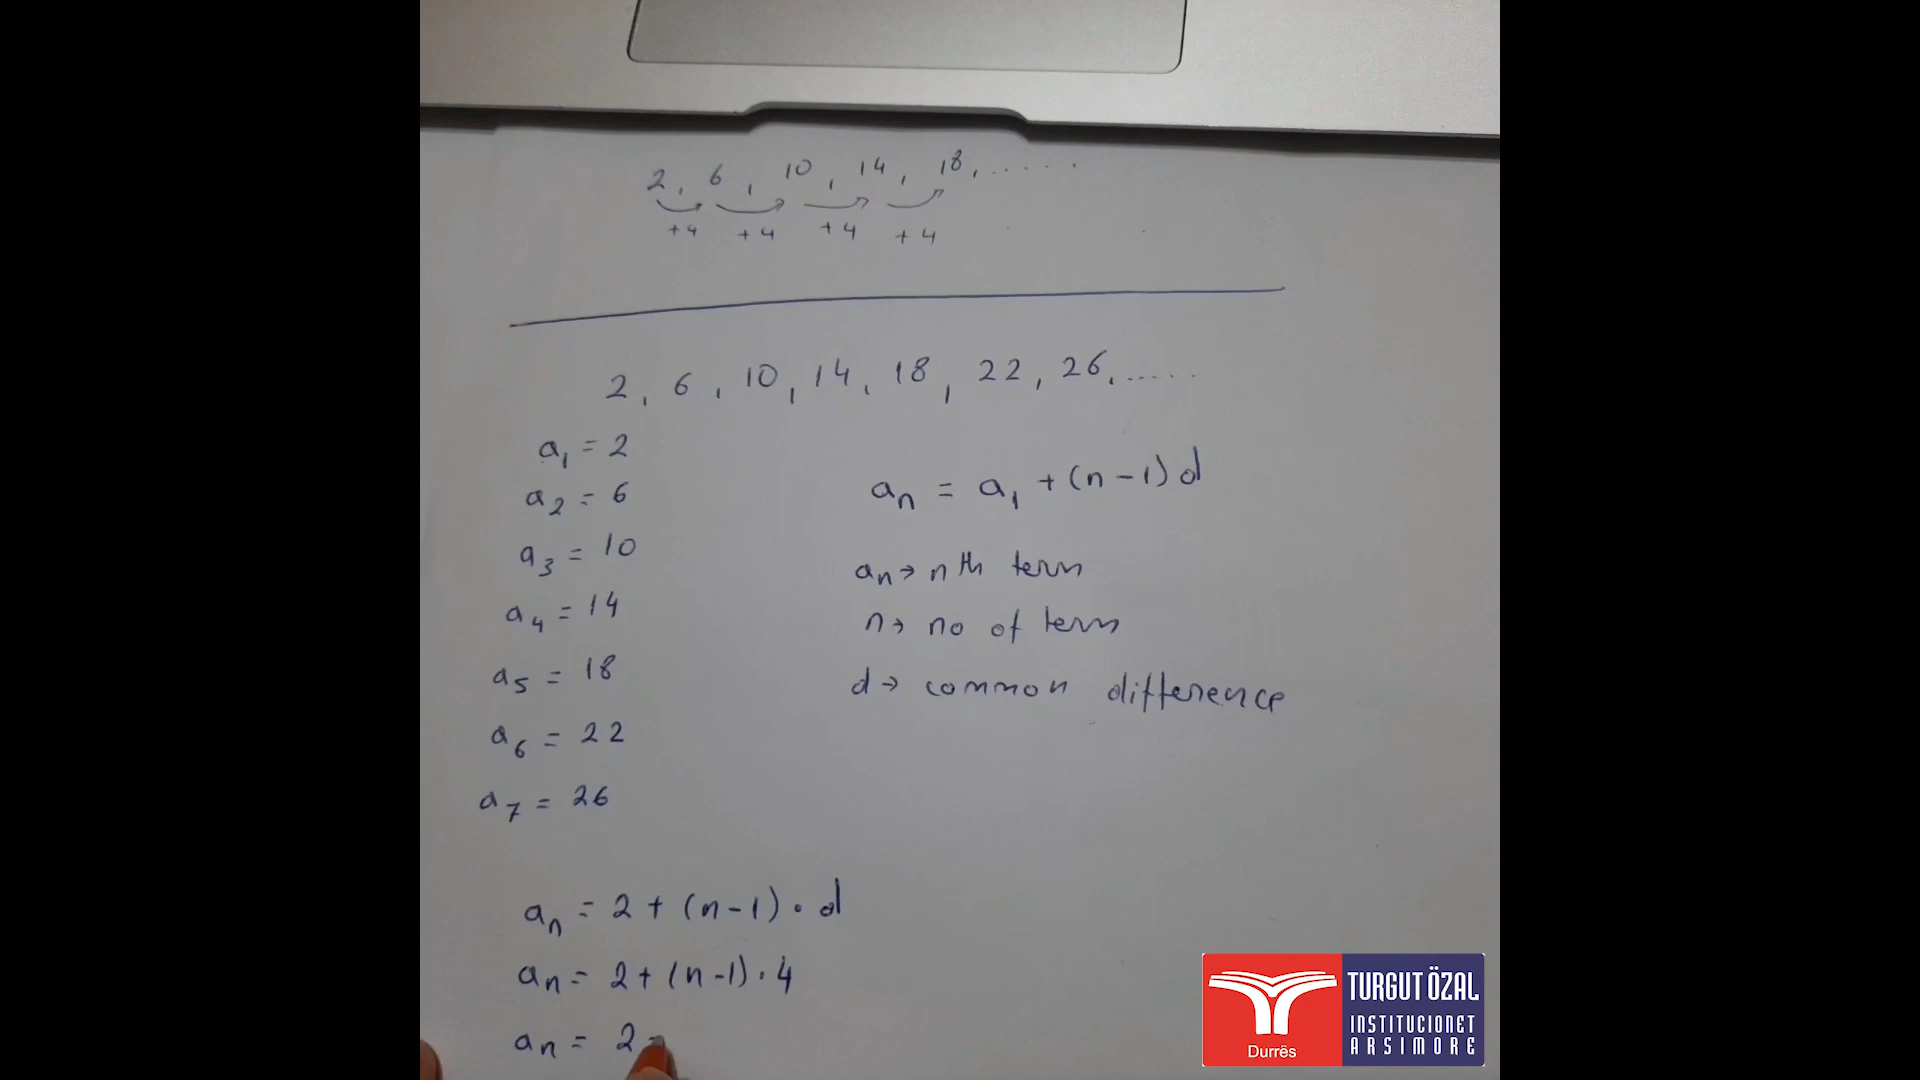 2, 6, 10, 14, 18, ......
+4 +4 +4 +4
2, 6, 10, 14, 18, 22, 26, .....
a₁ = 2
a₂ = 6
a₃ = 10
a₄ = 14
a₅ = 18
a₆ = 22
a₇ = 26
aₙ = a₁ + (n-1) d
aₙ → nth term
n → no of term
d → common difference
aₙ = 2 + (n-1) · d
aₙ = 2 + (n-1) · 4
aₙ = 2
TURGUT ÖZAL
INSTITUCIONET
ARSIMORE
Durrës